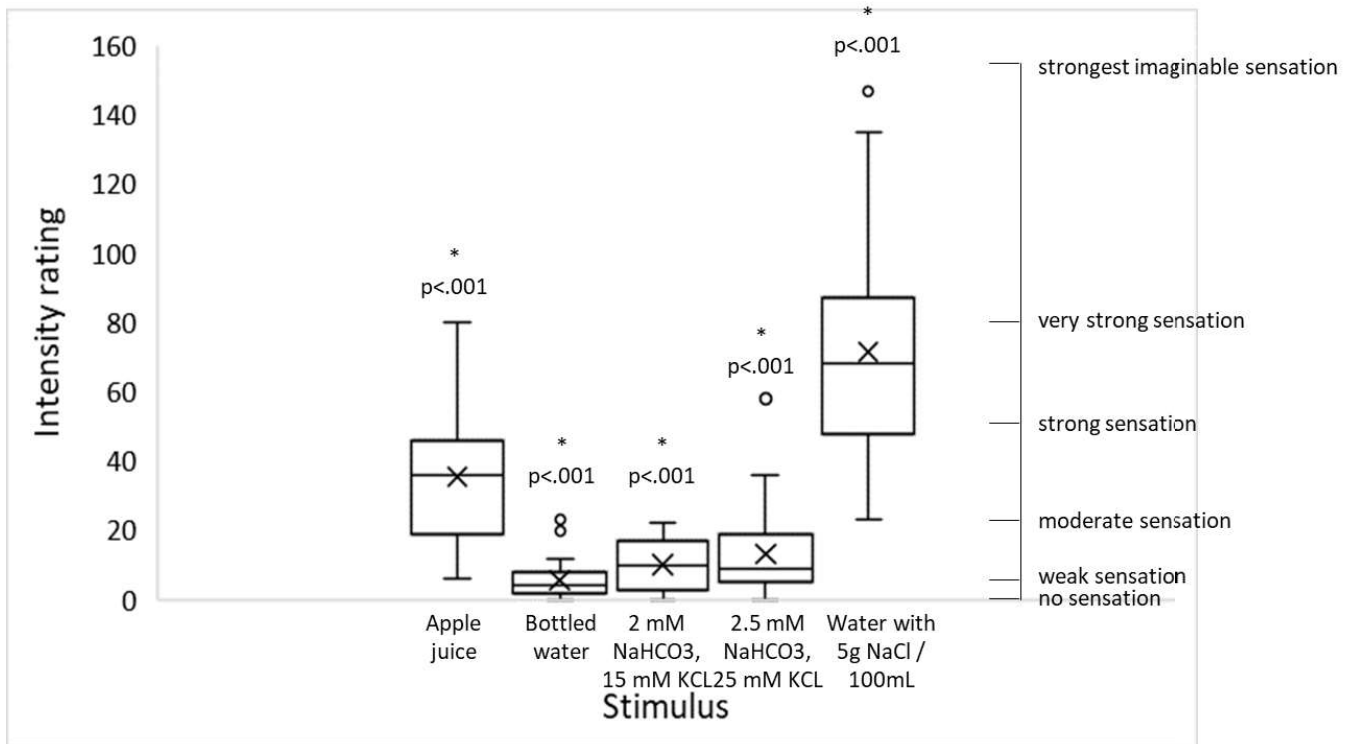 *
p<.001
160
140
120
100
80
60
40
20
0
Intensity rating
*
p<.001
*
p<.001
*
p<.001
*
p<.001
strongest imaginable sensation
very strong sensation
strong sensation
moderate sensation
weak sensation
no sensation
Apple
juice
Bottled
water
2 mM
NaHCO3,
15 mM KCL
2.5 mM
NaHCO3,
25 mM KCL
Water with
5g NaCl /
100mL
Stimulus